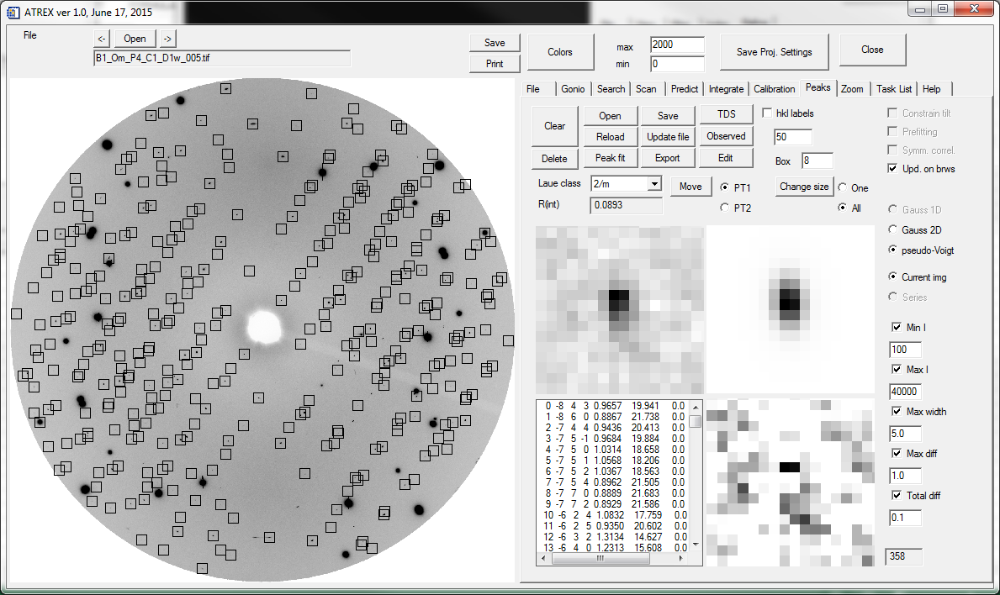 ATREX ver 1.0, June 17, 2015
File
<- Open ->
B1_Om_P4_C1_D1w_005.tif
Save
Print
Colors
max 2000
min 0
Save Proj. Settings
Close
File Gonio Search Scan Predict Integrate Calibration Peaks Zoom Task List Help
Clear Open Save TDS hkl labels
Reload Update file Observed 50
Delete Peak fit Export Edit Box 8
Laue class 2/m Move PT1 Change size One
R(int) 0.0893 PT2 All
Constrain tilt
Prefitting
Symm. correl.
Upd. on brws
Gauss 1D
Gauss 2D
pseudo-Voigt
Current img
Series
Min I
100
Max I
40000
Max width
5.0
Max diff
1.0
Total diff
0.1
358
0 -8 4 3 0.9657 19.941 0.0
1 -8 6 0 0.8867 21.738 0.0
2 -7 4 4 0.9436 20.413 0.0
3 -7 5 -1 0.9684 19.884 0.0
4 -7 5 0 1.0314 18.658 0.0
5 -7 5 1 1.0568 18.206 0.0
6 -7 5 2 1.0367 18.563 0.0
7 -7 5 4 0.8962 21.505 0.0
8 -7 7 0 0.8889 21.683 0.0
9 -7 7 2 0.8929 21.586 0.0
10 -6 2 4 1.0832 17.759 0.0
11 -6 2 5 0.9350 20.602 0.0
12 -6 3 2 1.3134 14.627 0.0
13 -6 4 0 1.2313 15.608 0.0